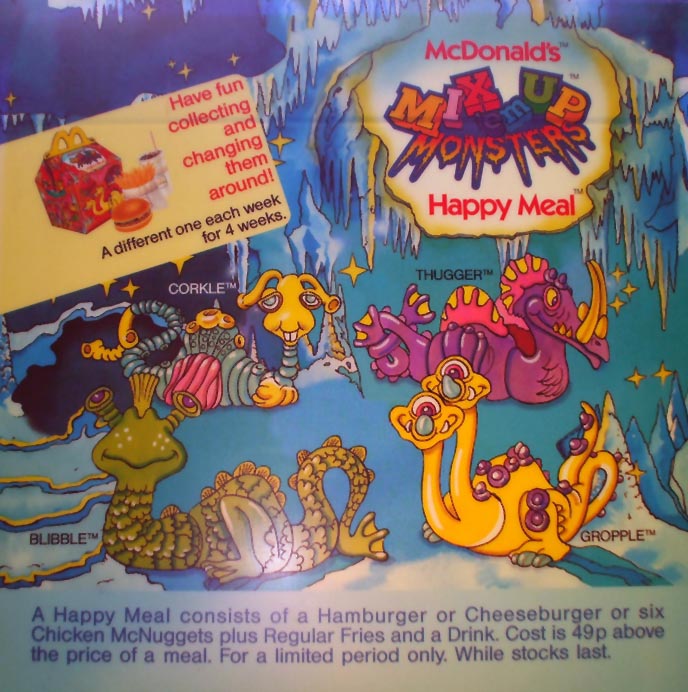 McDonald's™
MIX 'em UP™
MONSTERS
Happy Meal™
Have fun
collecting
and
changing
them
around!
A different one each week
for 4 weeks.
CORKLE™
THUGGER™
BLIBBLE™
GROPPLE™
A Happy Meal consists of a Hamburger or Cheeseburger or six
Chicken McNuggets plus Regular Fries and a Drink. Cost is 49p above
the price of a meal. For a limited period only. While stocks last.